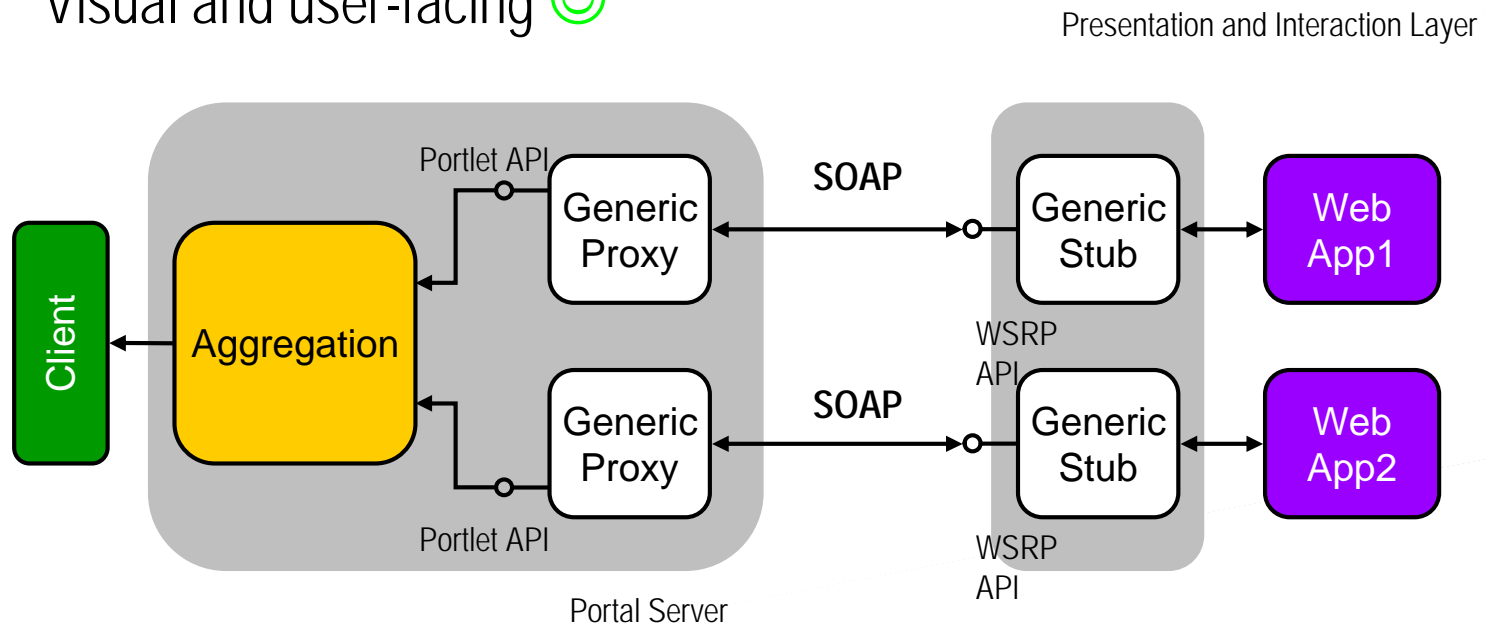 Visual and user-facing
Presentation and Interaction Layer
Portlet API
Generic
Proxy
SOAP
Generic
Stub
Web
App1
Client
Aggregation
WSRP
API
Generic
Proxy
SOAP
Generic
Stub
Web
App2
Portlet API
WSRP
API
Portal Server